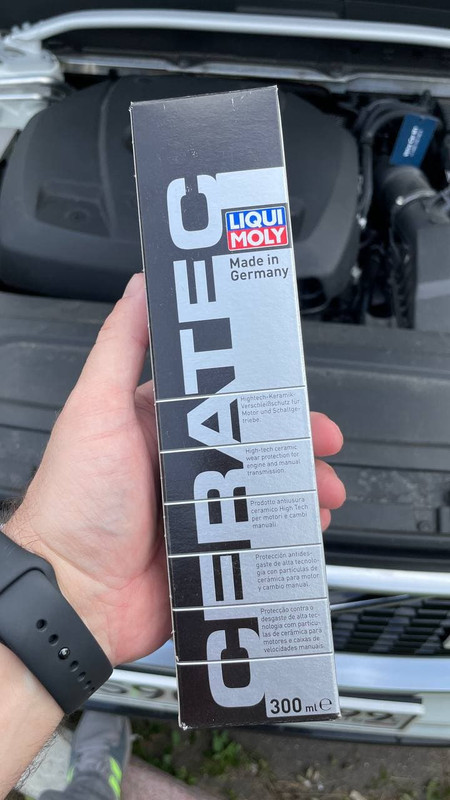 CERATEC
LIQUI
MOLY
Made in
Germany
Hightech-Keramik-
Verschleißschutz für
Motor und Schaltge-
triebe.
High-tech ceramic
wear protection for
engine and manual
transmission.
Prodotto antiusura
ceramico High Tech
per motori e cambi
manuali.
Protección antides-
gaste de alta tecnolo-
gía con partículas de
cerámica para motor
y cambio manual.
Protecção contra o
desgaste de alta tec-
nologia com partícu-
las de cerâmica para
motores e caixas de
velocidades manuais.
300 ml ℮